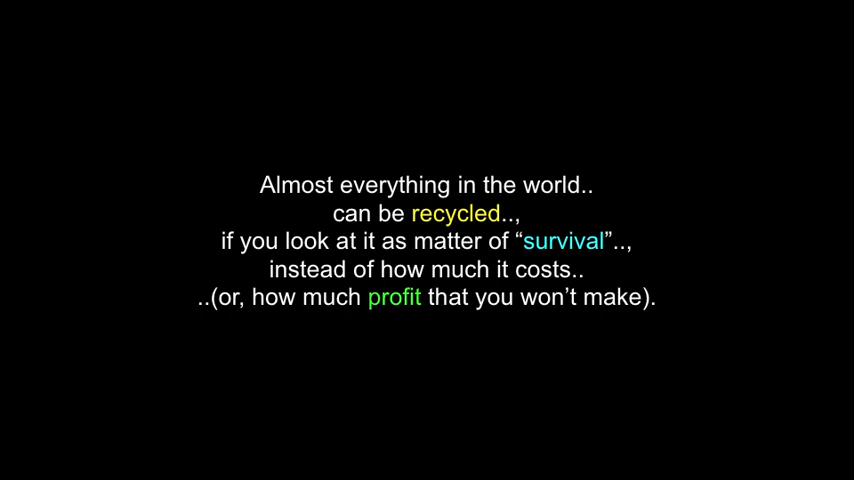 Almost everything in the world..
can be recycled..,
if you look at it as matter of “survival”..,
instead of how much it costs..
..(or, how much profit that you won’t make).